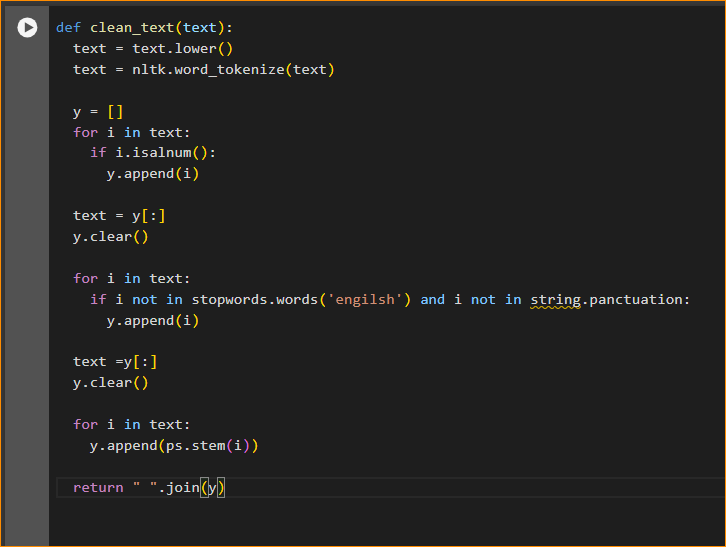 def clean_text(text):
  text = text.lower()
  text = nltk.word_tokenize(text)

  y = []
  for i in text:
    if i.isalnum():
      y.append(i)

  text = y[:]
  y.clear()

  for i in text:
    if i not in stopwords.words('engilsh') and i not in string.panctuation:
      y.append(i)

  text =y[:]
  y.clear()

  for i in text:
    y.append(ps.stem(i))

  return " ".join(y)